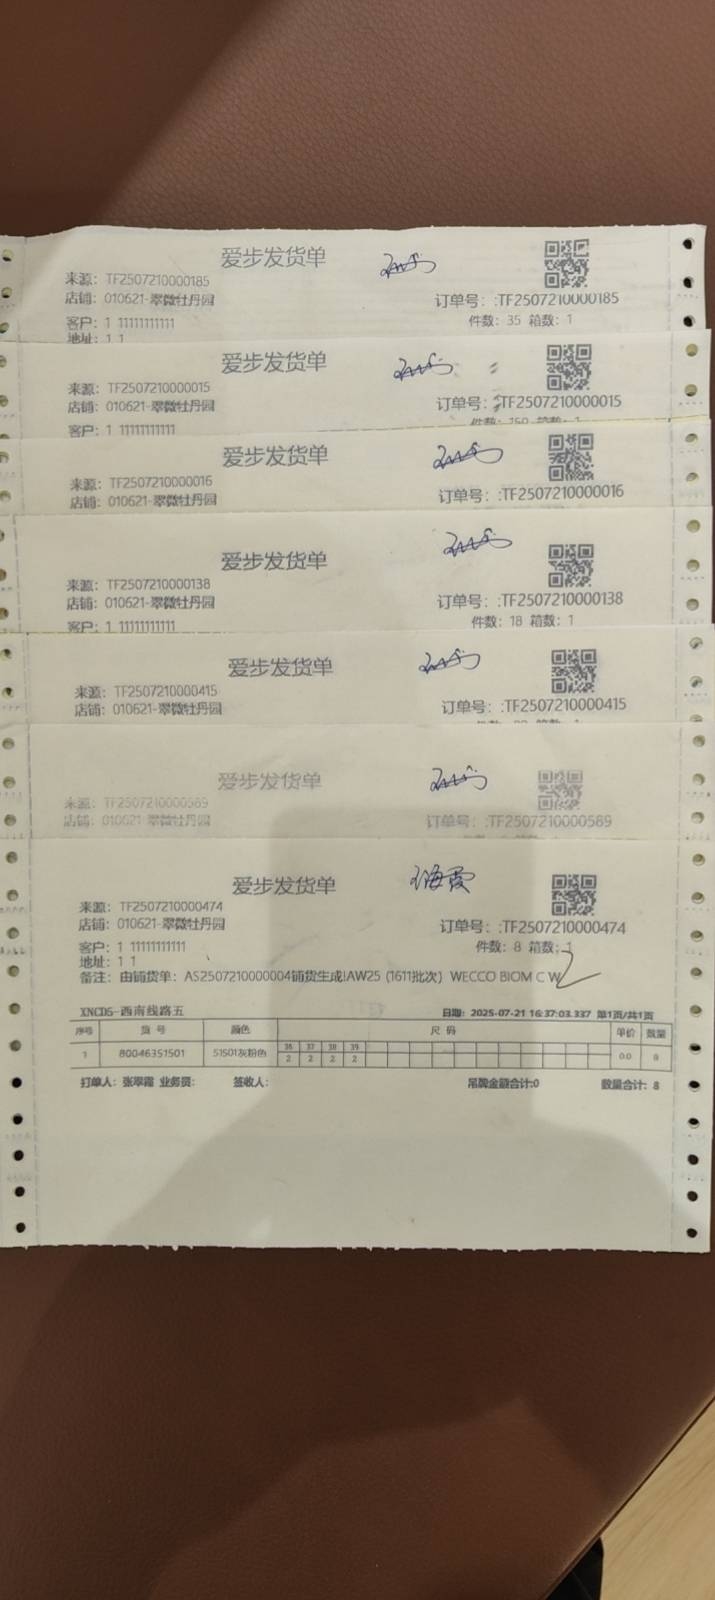 爱步发货单
来源: TF2507210000185
店铺: 010621-翠微牡丹园 订单号: :TF2507210000185
客户: 1 11111111111 件数: 35 箱数: 1
地址: 1 1
爱步发货单
来源: TF2507210000015
店铺: 010621-翠微牡丹园 订单号: :TF2507210000015
客户: 1 11111111111 件数: 150 箱数: 1
爱步发货单
来源: TF2507210000016
店铺: 010621-翠微牡丹园 订单号: :TF2507210000016
爱步发货单
来源: TF2507210000138
店铺: 010621-翠微牡丹园 订单号: :TF2507210000138
客户: 1 11111111111 件数: 18 箱数: 1
爱步发货单
来源: TF2507210000415
店铺: 010621-翠微牡丹园 订单号: :TF2507210000415
爱步发货单
来源: TF2507210000589
店铺: 010621-翠微牡丹园 订单号: :TF2507210000589
爱步发货单
来源: TF2507210000474
店铺: 010621-翠微牡丹园 订单号: :TF2507210000474
客户: 1 11111111111 件数: 8 箱数: 1
地址: 1 1
备注: 由铺货单: AS2507210000004铺货生成!AW25 (1611批次) WECCO BIOM C W 2
XNCD5-西南线路五 日期: 2025-07-21 16:37:03.337 第1页/共1页
序号 货 号 颜色 尺 码 单价 数量
36 37 38 39
1 80046351501 51501灰粉色 2 2 2 2 0.0 8
打单人: 张翠霞 业务员: 签收人: 吊牌金额合计:0 数量合计: 8